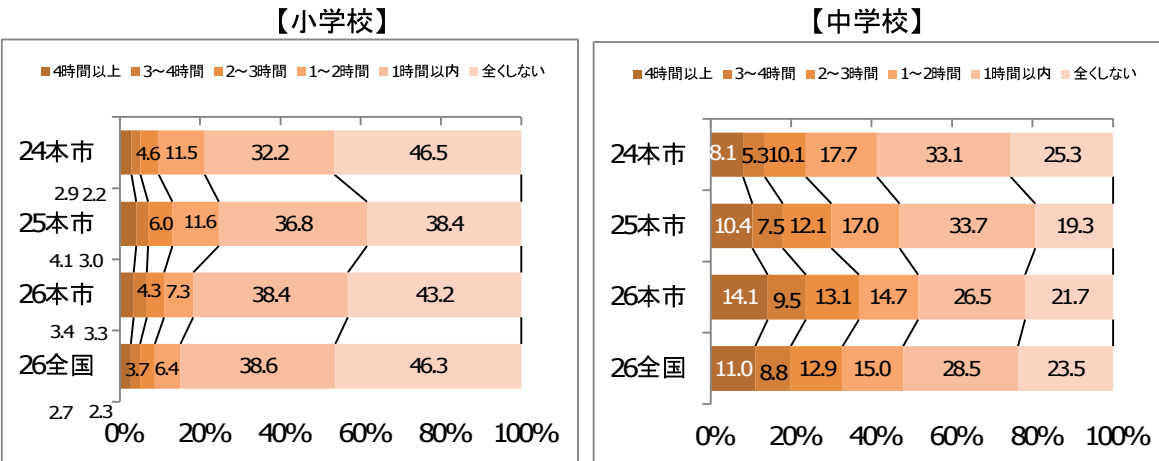 【小学校】
4時間以上 3～4時間 2～3時間 1～2時間 1時間以内 全くしない
24本市 4.6 11.5 32.2 46.5
2.9 2.2
25本市 6.0 11.6 36.8 38.4
4.1 3.0
26本市 4.3 7.3 38.4 43.2
3.4 3.3
26全国 3.7 6.4 38.6 46.3
2.7 2.3
0% 20% 40% 60% 80% 100%
【中学校】
4時間以上 3～4時間 2～3時間 1～2時間 1時間以内 全くしない
24本市 8.1 5.3 10.1 17.7 33.1 25.3
25本市 10.4 7.5 12.1 17.0 33.7 19.3
26本市 14.1 9.5 13.1 14.7 26.5 21.7
26全国 11.0 8.8 12.9 15.0 28.5 23.5
0% 20% 40% 60% 80% 100%